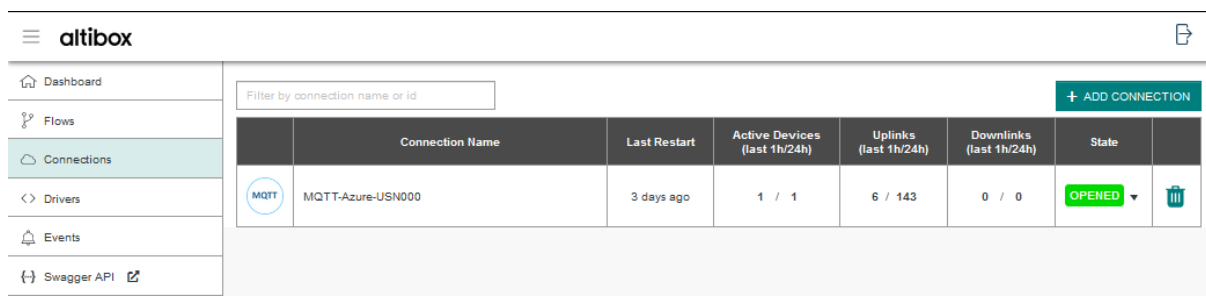 altibox
Dashboard
Flows
Connections
Drivers
Events
Swagger API
Filter by connection name or id
+ ADD CONNECTION
Connection Name
Last Restart
Active Devices
(last 1h/24h)
Uplinks
(last 1h/24h)
Downlinks
(last 1h/24h)
State
MQTT
MQTT-Azure-USN000
3 days ago
1 / 1
6 / 143
0 / 0
OPENED